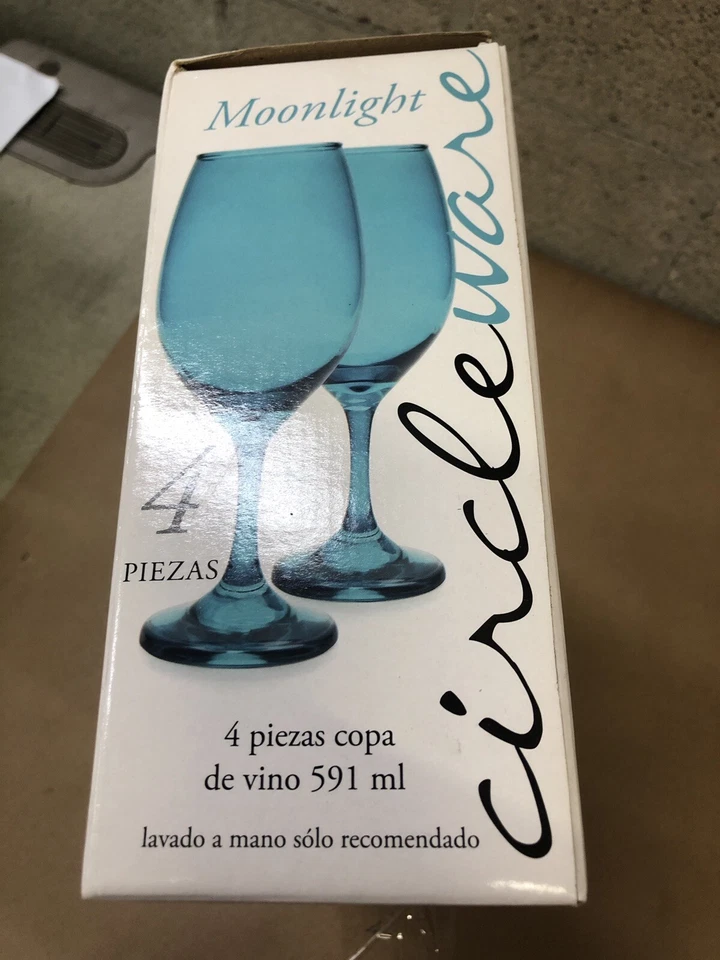 Moonlight
circleware
4
PIEZAS
4 piezas copa
de vino 591 ml
lavado a mano sólo recomendado